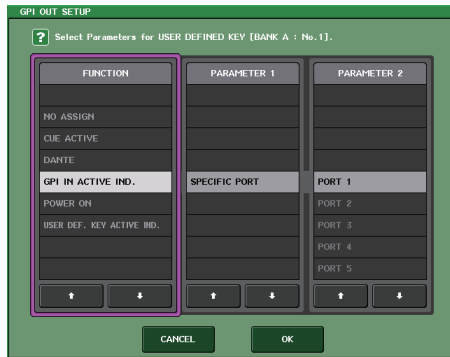 GPI OUT SETUP
? Select Parameters for USER DEFINED KEY [BANK A : No.1].
FUNCTION PARAMETER 1 PARAMETER 2
NO ASSIGN
CUE ACTIVE
DANTE
GPI IN ACTIVE IND. SPECIFIC PORT PORT 1
POWER ON PORT 2
USER DEF. KEY ACTIVE IND. PORT 3
PORT 4
PORT 5
CANCEL OK